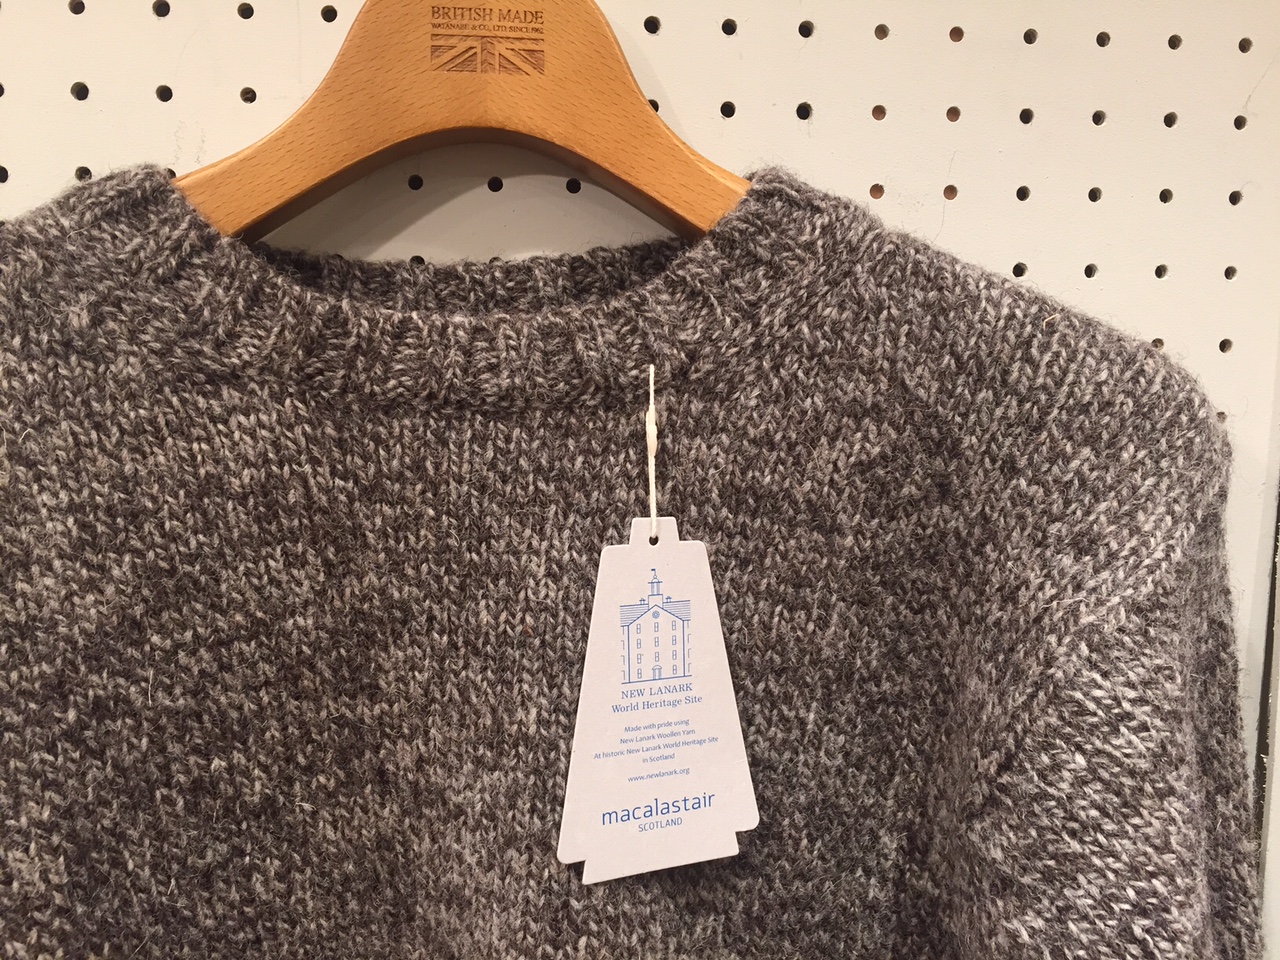 BRITISH MADE
WATANABE & CO., LTD. SINCE 1962
NEW LANARK
World Heritage Site
Made with pride using
New Lanark Woollen Yarn
At historic New Lanark World Heritage Site
in Scotland
www.newlanark.org
macalastair
SCOTLAND